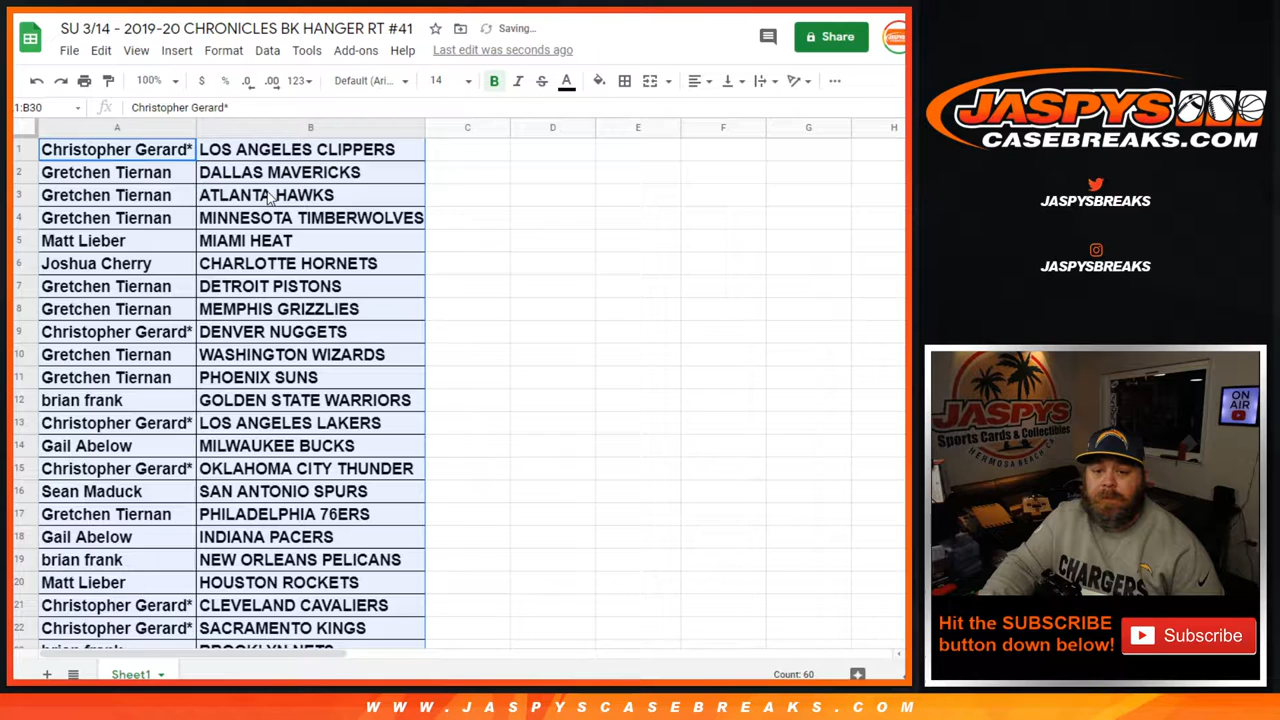 SU 3/14 - 2019-20 CHRONICLES BK HANGER RT #41
Saving...
Share
File Edit View Insert Format Data Tools Add-ons Help Last edit was seconds ago
100% $ % .0 .00 123 Default (Ari... 14 B I S A
1:B30 fx Christopher Gerard*
A B C D E F G H
1 Christopher Gerard* LOS ANGELES CLIPPERS
2 Gretchen Tiernan DALLAS MAVERICKS
3 Gretchen Tiernan ATLANTA HAWKS
4 Gretchen Tiernan MINNESOTA TIMBERWOLVES
5 Matt Lieber MIAMI HEAT
6 Joshua Cherry CHARLOTTE HORNETS
7 Gretchen Tiernan DETROIT PISTONS
8 Gretchen Tiernan MEMPHIS GRIZZLIES
9 Christopher Gerard* DENVER NUGGETS
10 Gretchen Tiernan WASHINGTON WIZARDS
11 Gretchen Tiernan PHOENIX SUNS
12 brian frank GOLDEN STATE WARRIORS
13 Christopher Gerard* LOS ANGELES LAKERS
14 Gail Abelow MILWAUKEE BUCKS
15 Christopher Gerard* OKLAHOMA CITY THUNDER
16 Sean Maduck SAN ANTONIO SPURS
17 Gretchen Tiernan PHILADELPHIA 76ERS
18 Gail Abelow INDIANA PACERS
19 brian frank NEW ORLEANS PELICANS
20 Matt Lieber HOUSTON ROCKETS
21 Christopher Gerard* CLEVELAND CAVALIERS
22 Christopher Gerard* SACRAMENTO KINGS
brian frank BROOKLYN NETS
Sheet1
Count: 60
JASPYS
CASEBREAKS.COM
JASPYSBREAKS
JASPYSBREAKS
JASPYS
Sports Cards & Collectibles
HERMOSA BEACH CA
ON
AIR
CHARGERS
Hit the SUBSCRIBE
button down below!
Subscribe
WWW.JASPYSCASEBREAKS.COM